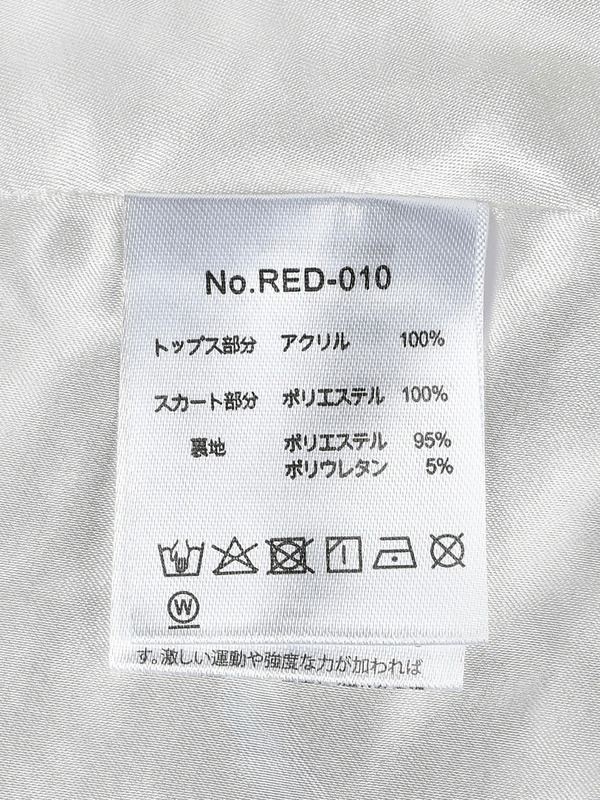 No.RED-010
トップス部分 アクリル 100%
スカート部分 ポリエステル 100%
裏地 ポリエステル 95%
ポリウレタン 5%
W
す。激しい運動や強度な力が加われば